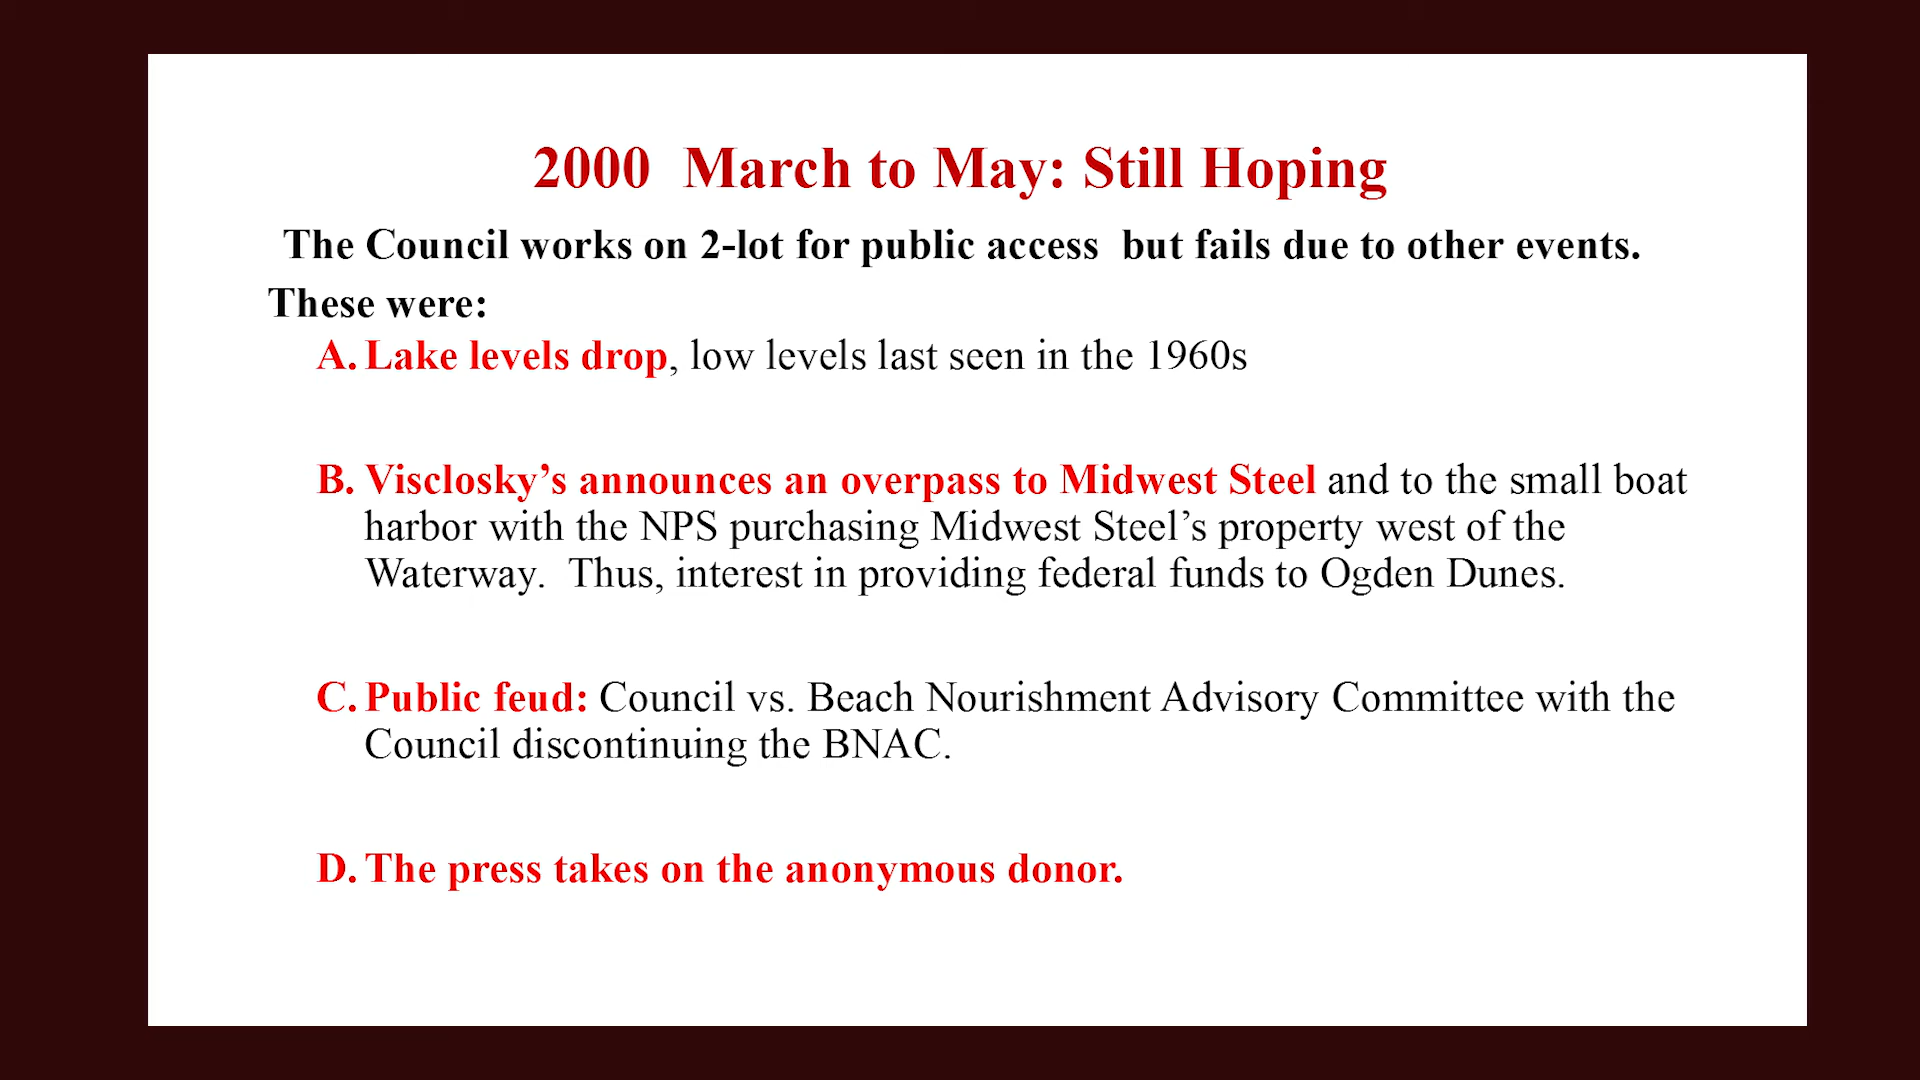 2000  March to May: Still Hoping
The Council works on 2-lot for public access  but fails due to other events.
These were:
A. Lake levels drop, low levels last seen in the 1960s
B. Visclosky’s announces an overpass to Midwest Steel and to the small boat
harbor with the NPS purchasing Midwest Steel’s property west of the
Waterway.  Thus, interest in providing federal funds to Ogden Dunes.
C. Public feud: Council vs. Beach Nourishment Advisory Committee with the
Council discontinuing the BNAC.
D. The press takes on the anonymous donor.